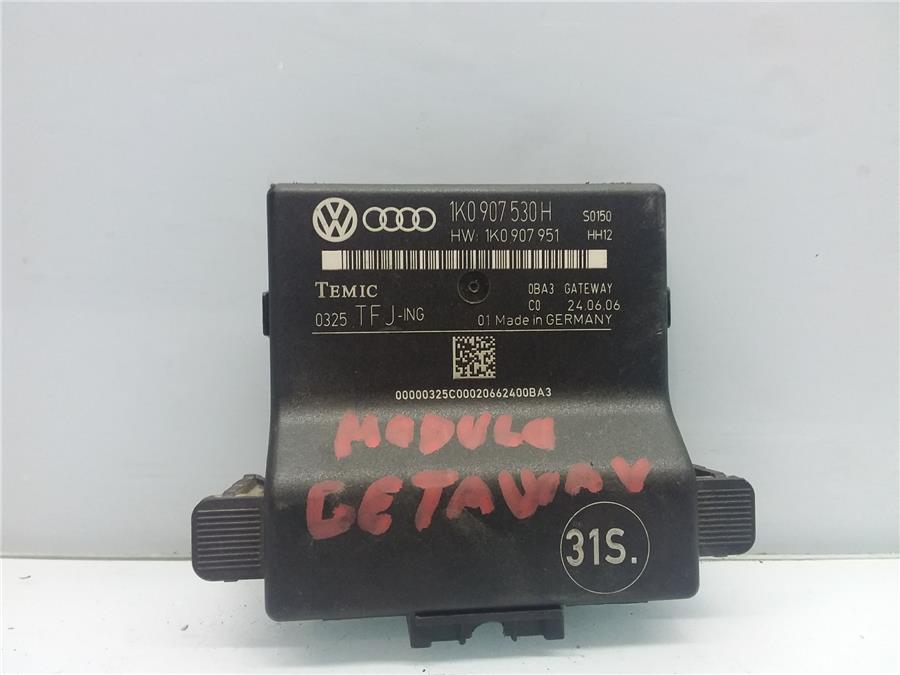 1K0 907 530 H S0150
HW: 1K0 907 951 HH12
TEMIC 0BA3 GATEWAY
C0 24.06.06
0325 TFJ-ING 01 Made in GERMANY
00000325C00020662400BA3
MODULO
GETAWAY
31S.